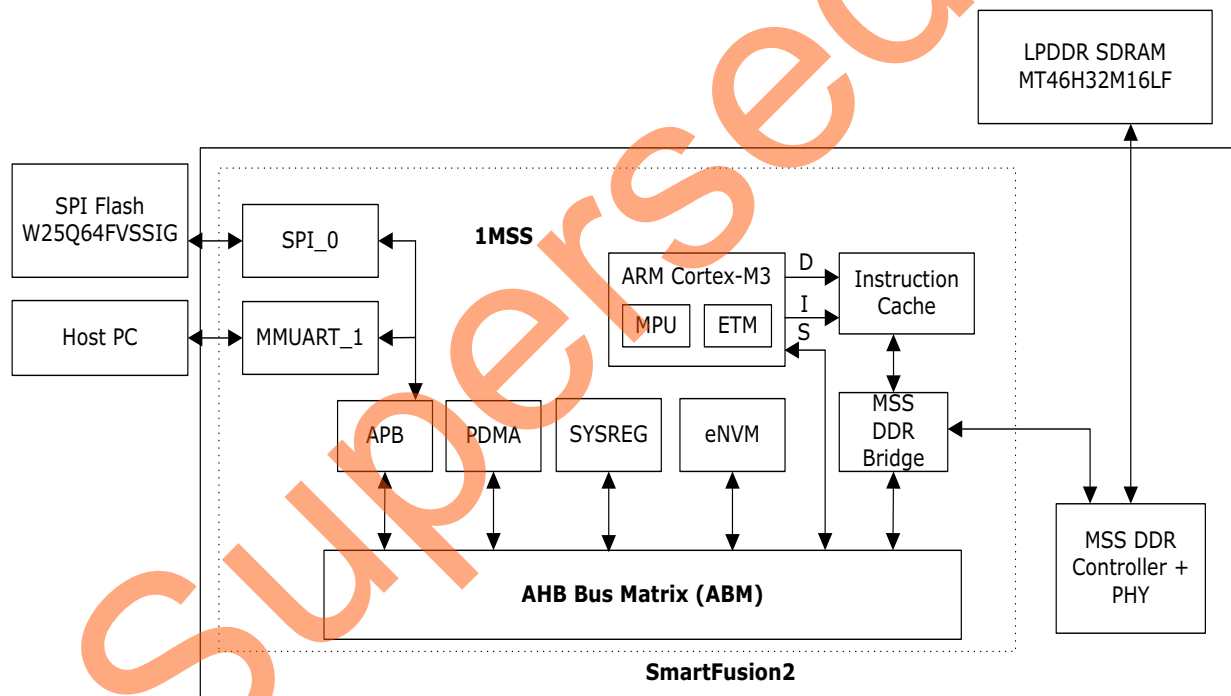 LPDDR SDRAM
MT46H32M16LF
SPI Flash
W25Q64FVSSIG
SPI_0
1MSS
ARM Cortex-M3
MPU
ETM
D
I
S
Instruction
Cache
Host PC
MMUART_1
APB
PDMA
SYSREG
eNVM
MSS
DDR
Bridge
AHB Bus Matrix (ABM)
MSS DDR
Controller +
PHY
SmartFusion2
Supersed